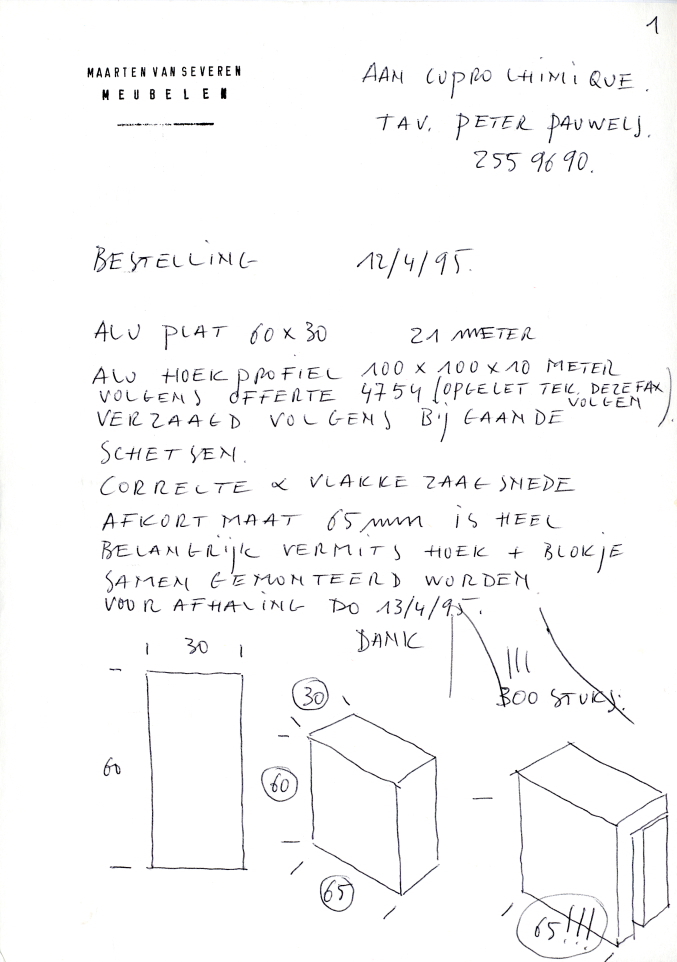 1
MAARTEN VAN SEVEREN
MEUBELEN
AAN CUPRO CHIMIQUE.
TAV. PETER PAUWELS.
255 96 90.
BESTELLING 12/4/95.
ALU PLAT 60 x 30 21 METER
ALU HOEKPROFIEL 100 x 100 x 10 METER
VOLGENS OFFERTE 4754 (OPGELET TEK. DEZE FAX
VOLGEN)
VERZAAGD VOLGENS BIJGAANDE
SCHETSEN.
CORRECTE & VLAKKE ZAAGSNEDE
AFKORTMAAT 65 mm IS HEEL
BELANGRIJK VERMITS HOEK + BLOKJE
SAMEN GEMONTEERD WORDEN
VOOR AFHALING DO 13/4/95.
DANK
!!!
300 STUKS.
30
60
30
60
65
65!!!